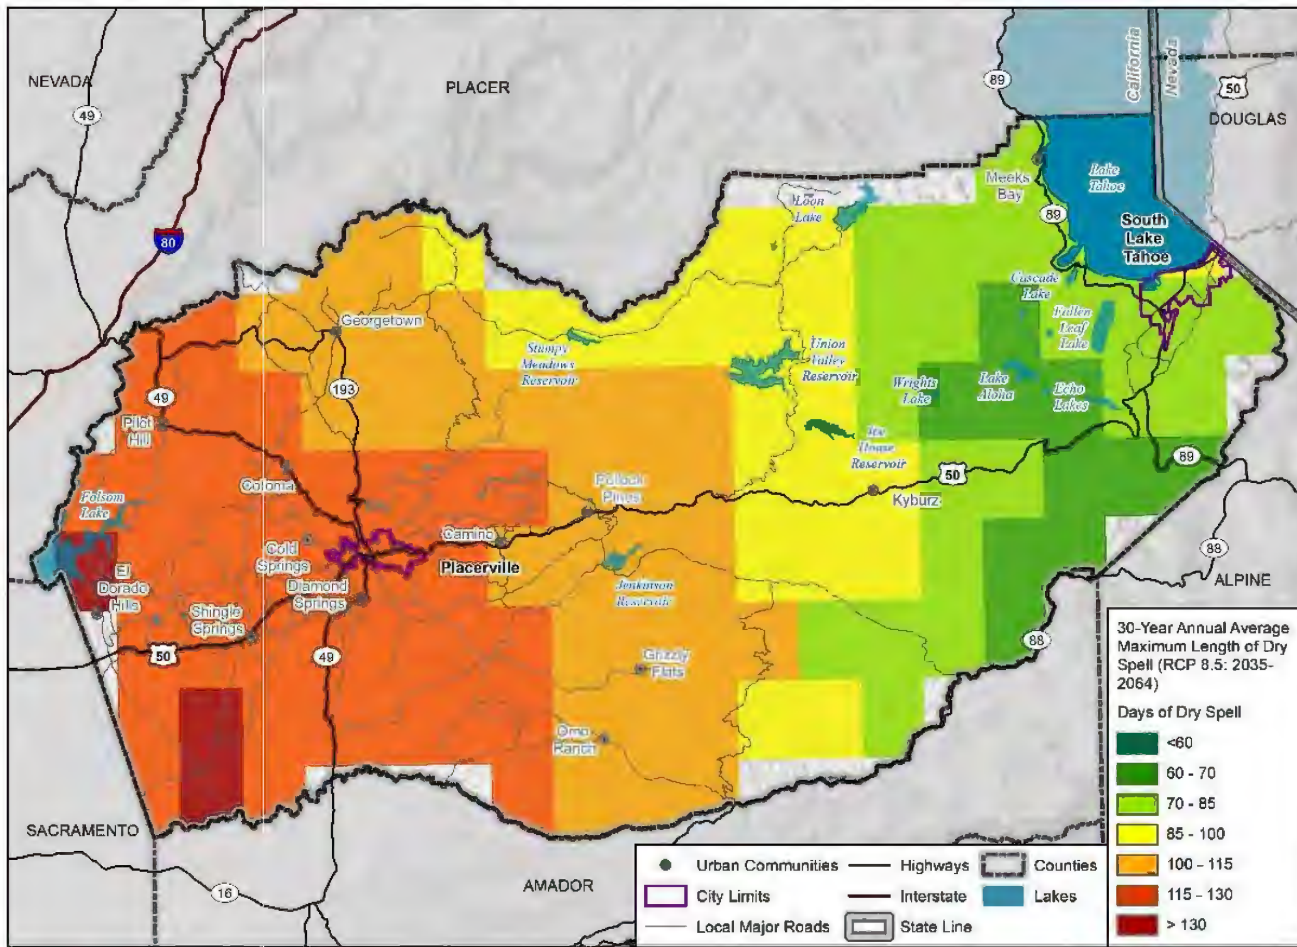 NEVADA
49
80
PLACER
89
California
Nevada
50
DOUGLAS
Meeks
Bay
Lake
Tahoe
89
South
Lake
Tahoe
Loon
Lake
Cascade
Lake
Fallen
Leaf
Lake
Georgetown
193
Stumpy
Meadows
Reservoir
Union
Valley
Reservoir
Wrights
Lake
Lake
Aloha
Echo
Lakes
49
Pilot
Hill
Coloma
Folsom
Lake
Ice
House
Reservoir
50
89
Kyburz
Pollock
Pines
Camino
Placerville
Cold
Springs
Diamond
Springs
El
Dorado
Hills
Shingle
Springs
50
49
Jenkinson
Reservoir
Grizzly
Flats
Omo
Ranch
88
88
ALPINE
SACRAMENTO
16
AMADOR
30-Year Annual Average
Maximum Length of Dry
Spell (RCP 8.5: 2035-
2064)
Days of Dry Spell
<60
60 - 70
70 - 85
85 - 100
100 - 115
115 - 130
> 130
Urban Communities
Highways
Counties
City Limits
Interstate
Lakes
Local Major Roads
State Line